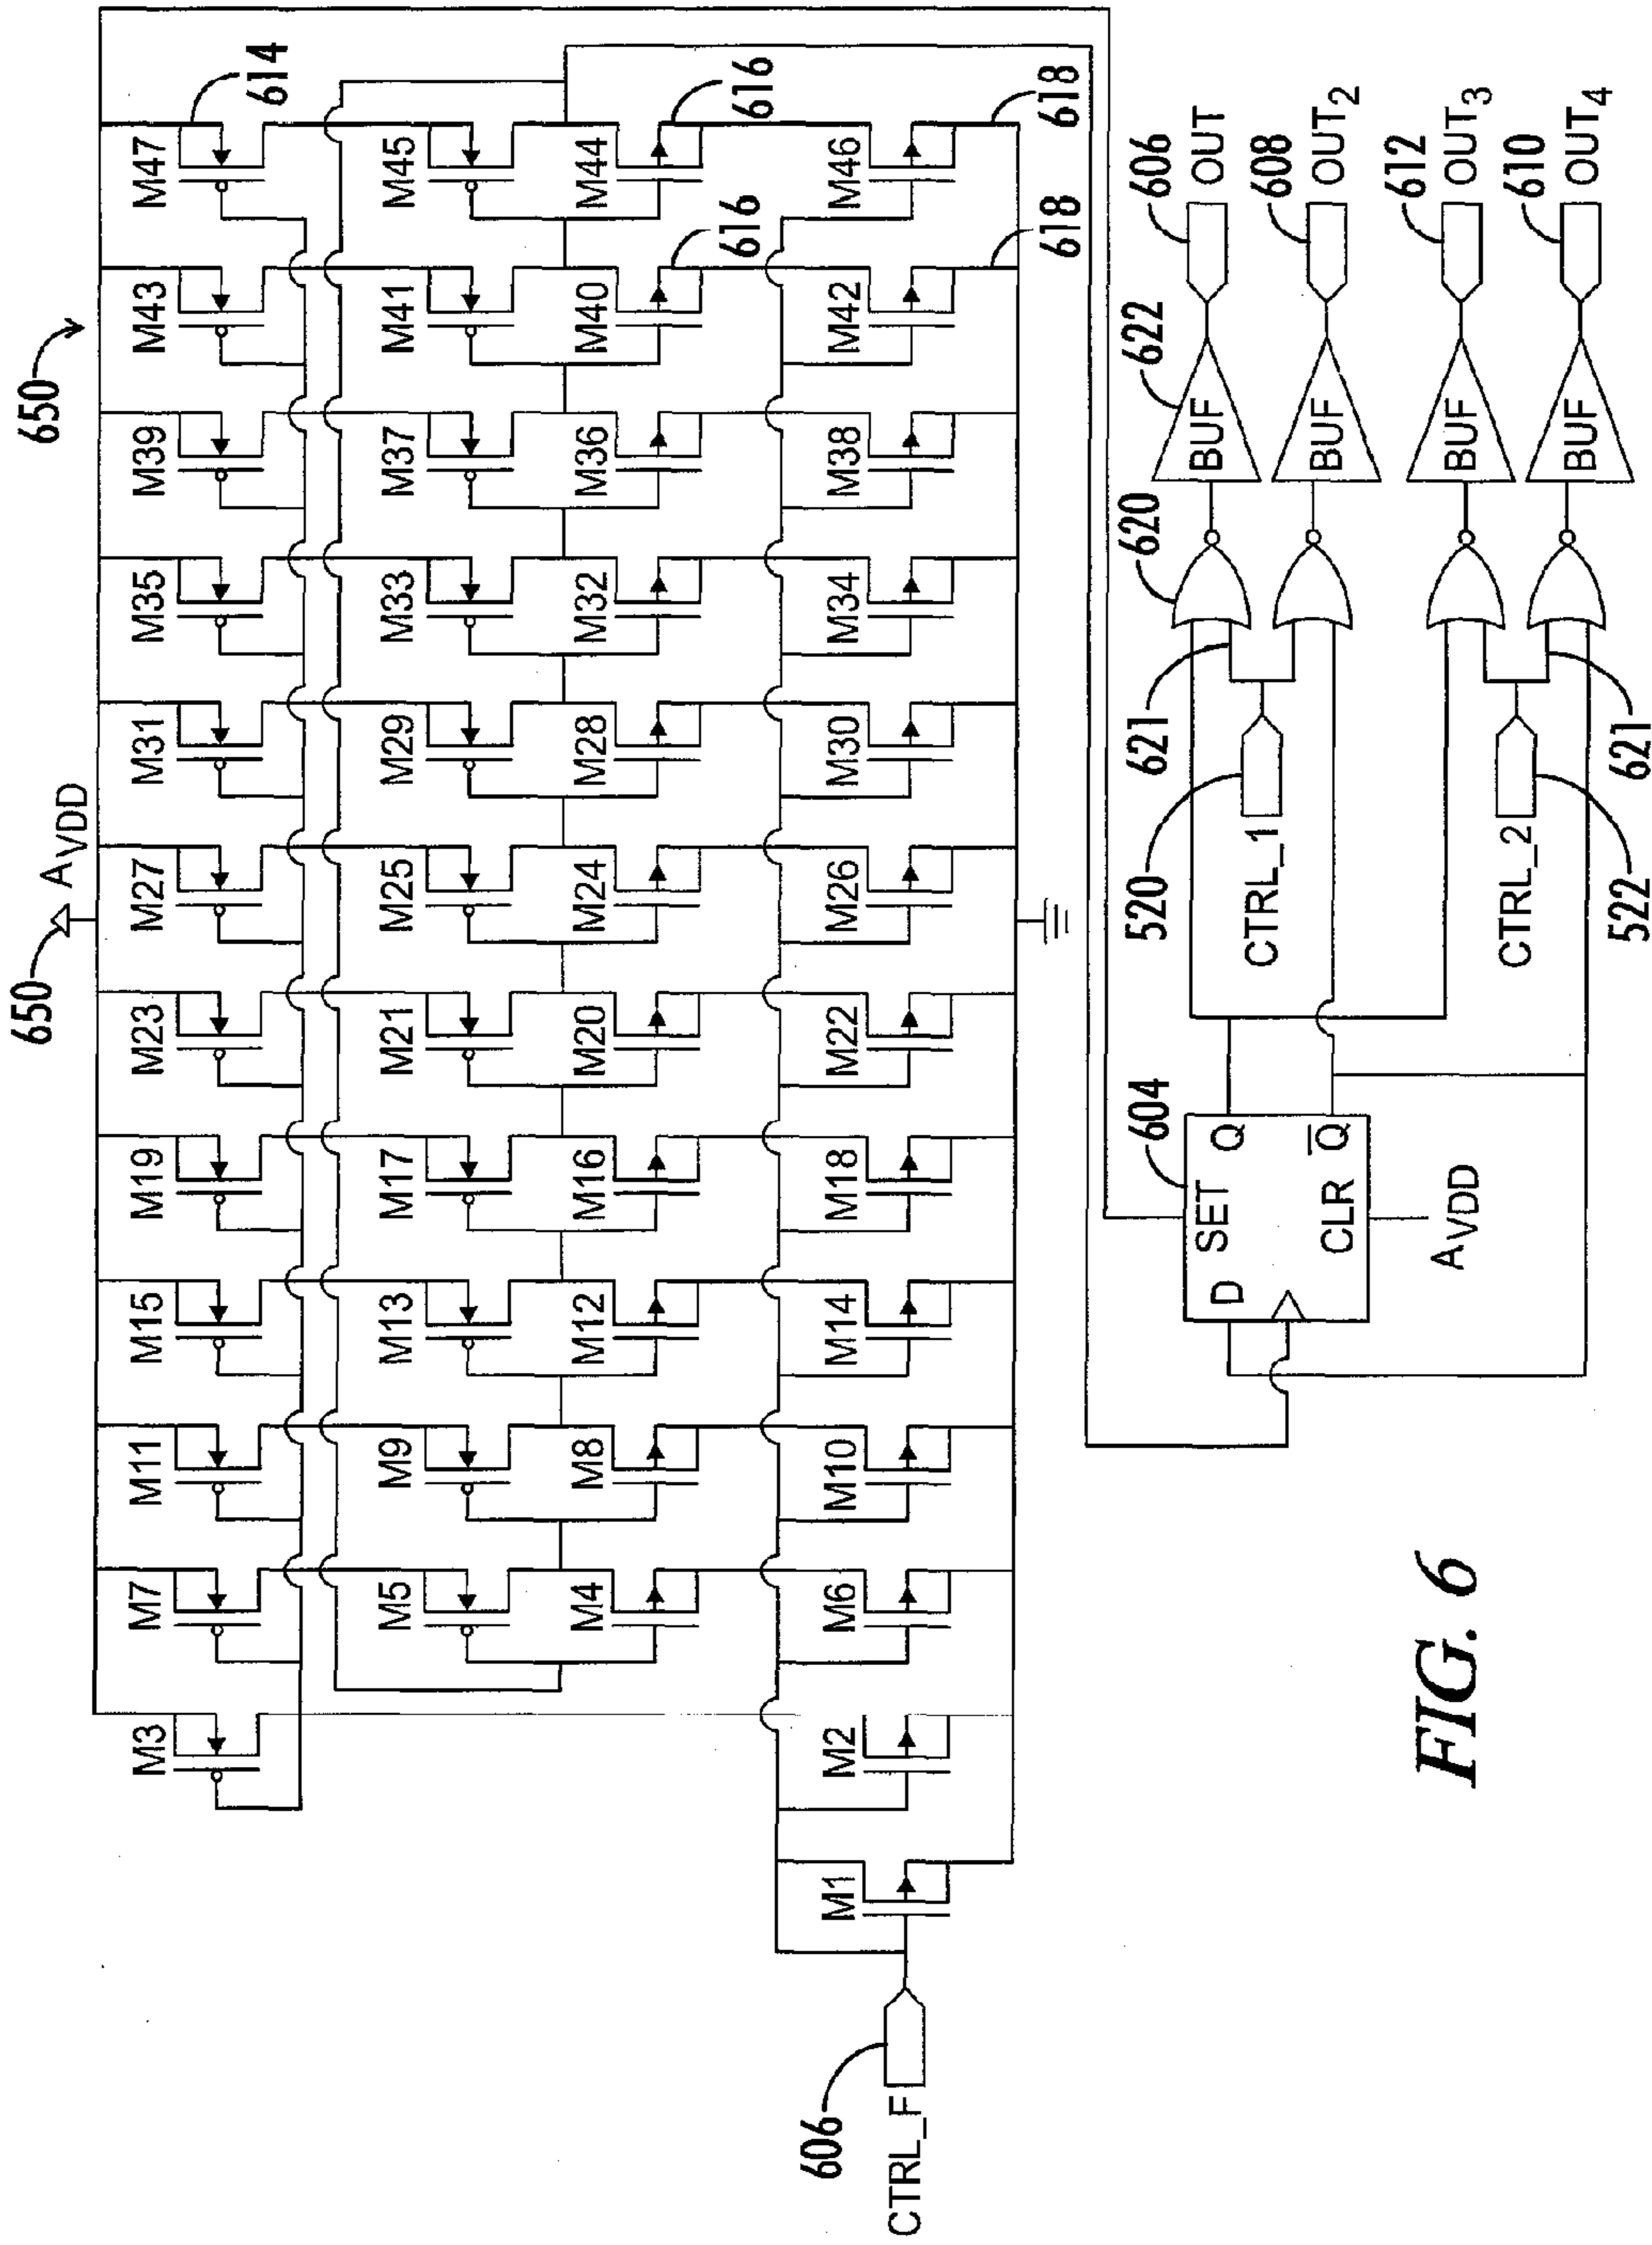 650
AVDD
650
M3
M7
M11
M15
M19
M23
M27
M31
M35
M39
M43
M47
614
M5
M9
M13
M17
M21
M25
M29
M33
M37
M41
M45
M4
M8
M12
M16
M20
M24
M28
M32
M36
M40
M44
616
616
M1
M2
M6
M10
M14
M18
M22
M26
M30
M34
M38
M42
M46
618
618
606
CTRL_F
604
D
SET
Q
CLR
Q
AVDD
520
CTRL_1
621
620
BUF
622
606
OUT
BUF
608
OUT2
CTRL_2
522
621
BUF
612
OUT3
BUF
610
OUT4
FIG. 6